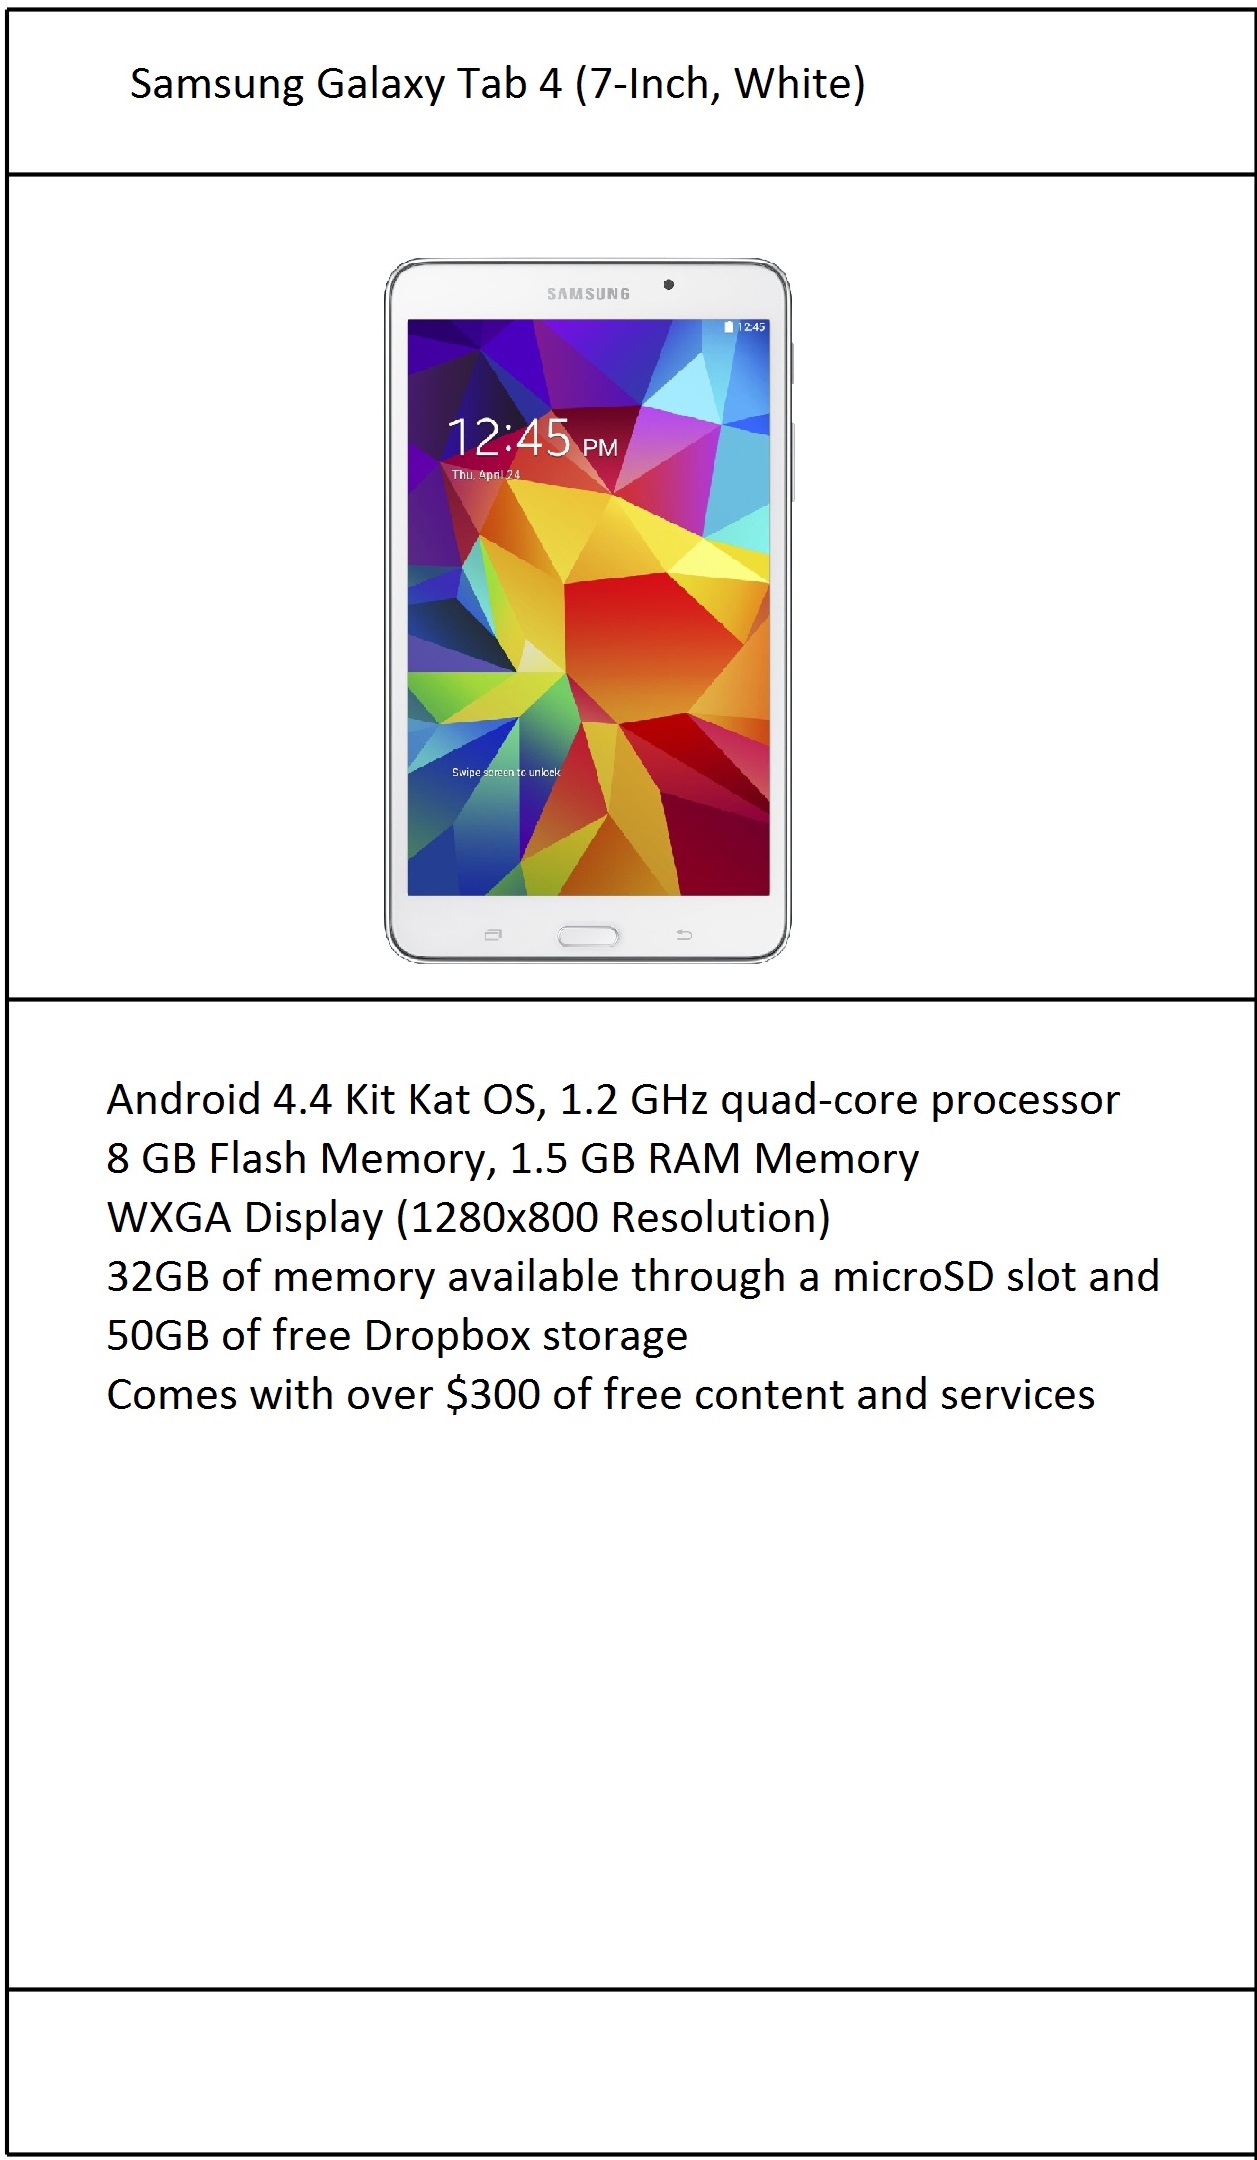 Samsung Galaxy Tab 4 (7-Inch, White)
SAMSUNG
12:45
12:45 PM
Thu, April 24
Swipe screen to unlock
Android 4.4 Kit Kat OS, 1.2 GHz quad-core processor
8 GB Flash Memory, 1.5 GB RAM Memory
WXGA Display (1280x800 Resolution)
32GB of memory available through a microSD slot and
50GB of free Dropbox storage
Comes with over $300 of free content and services